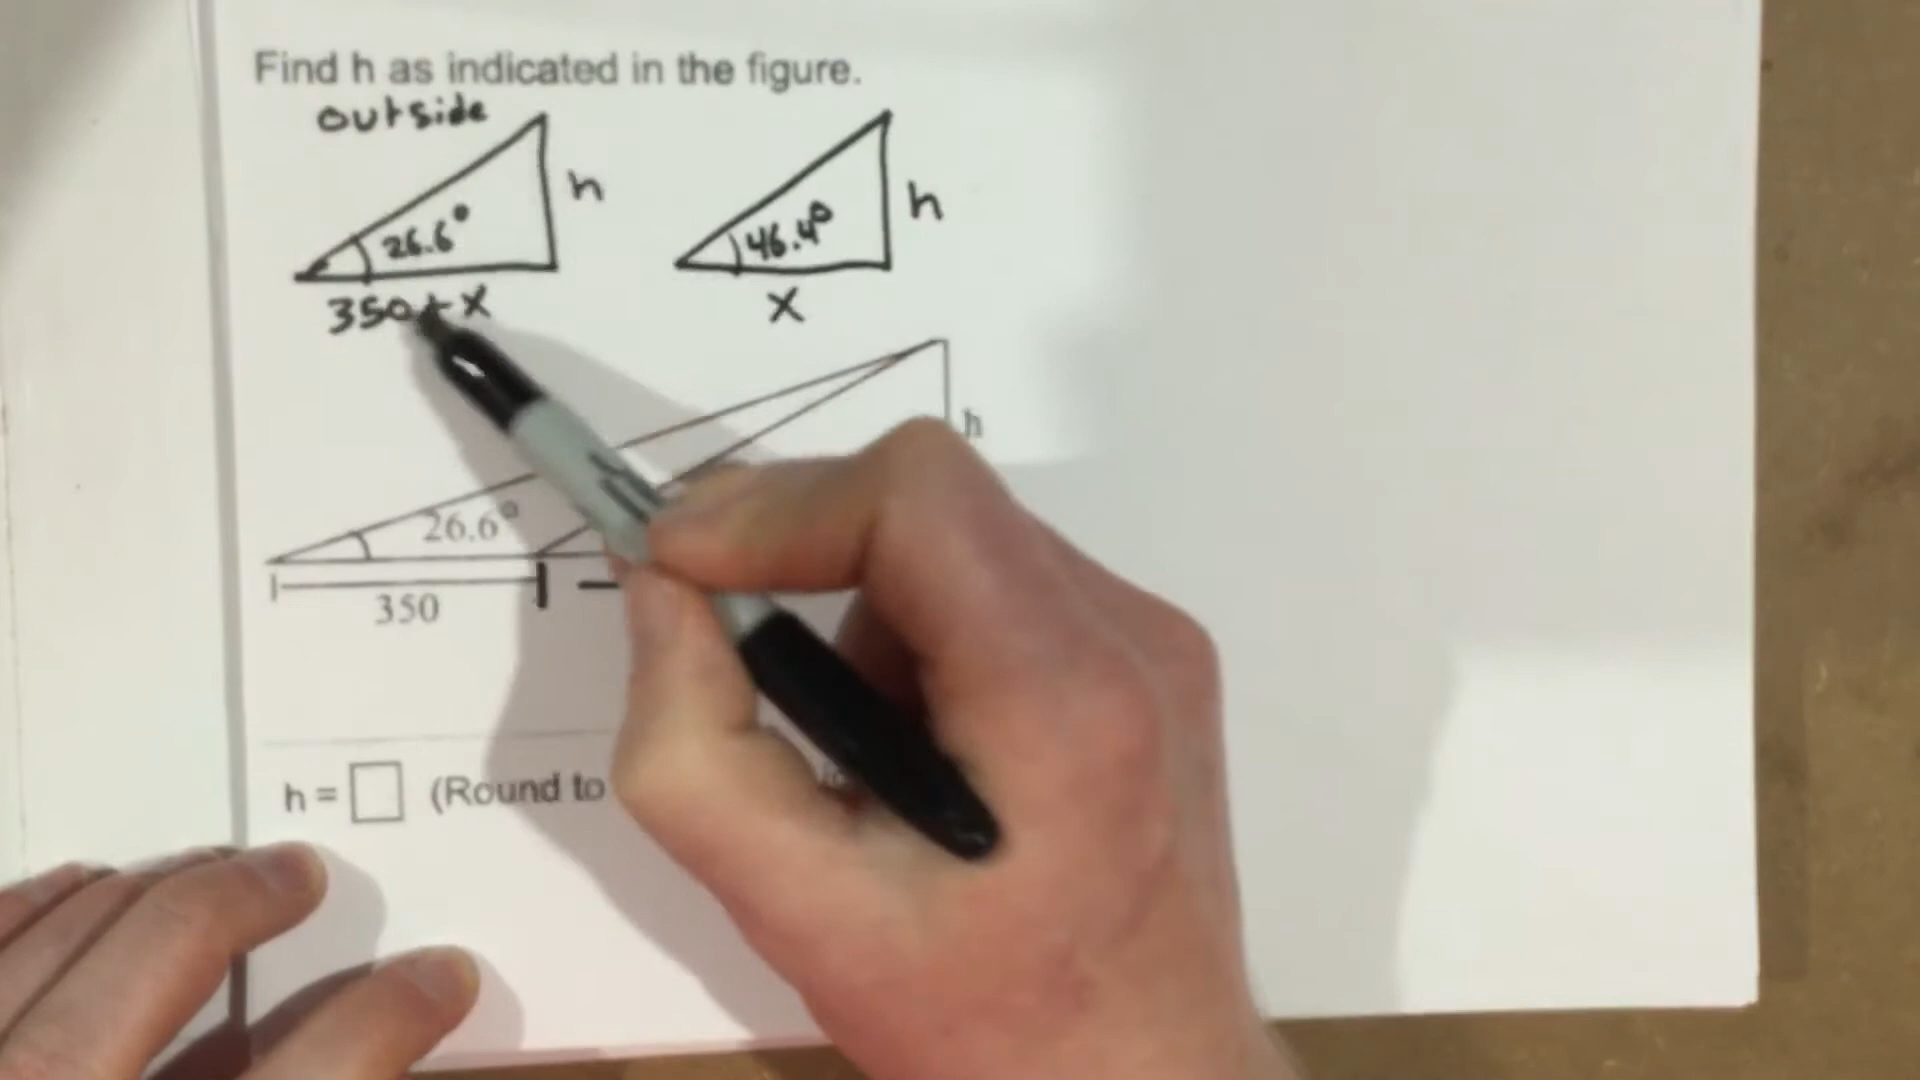 Find h as indicated in the figure.
outside
h
h
26.6°
46.4°
350+x
x
h
26.6°
350
h = (Round to